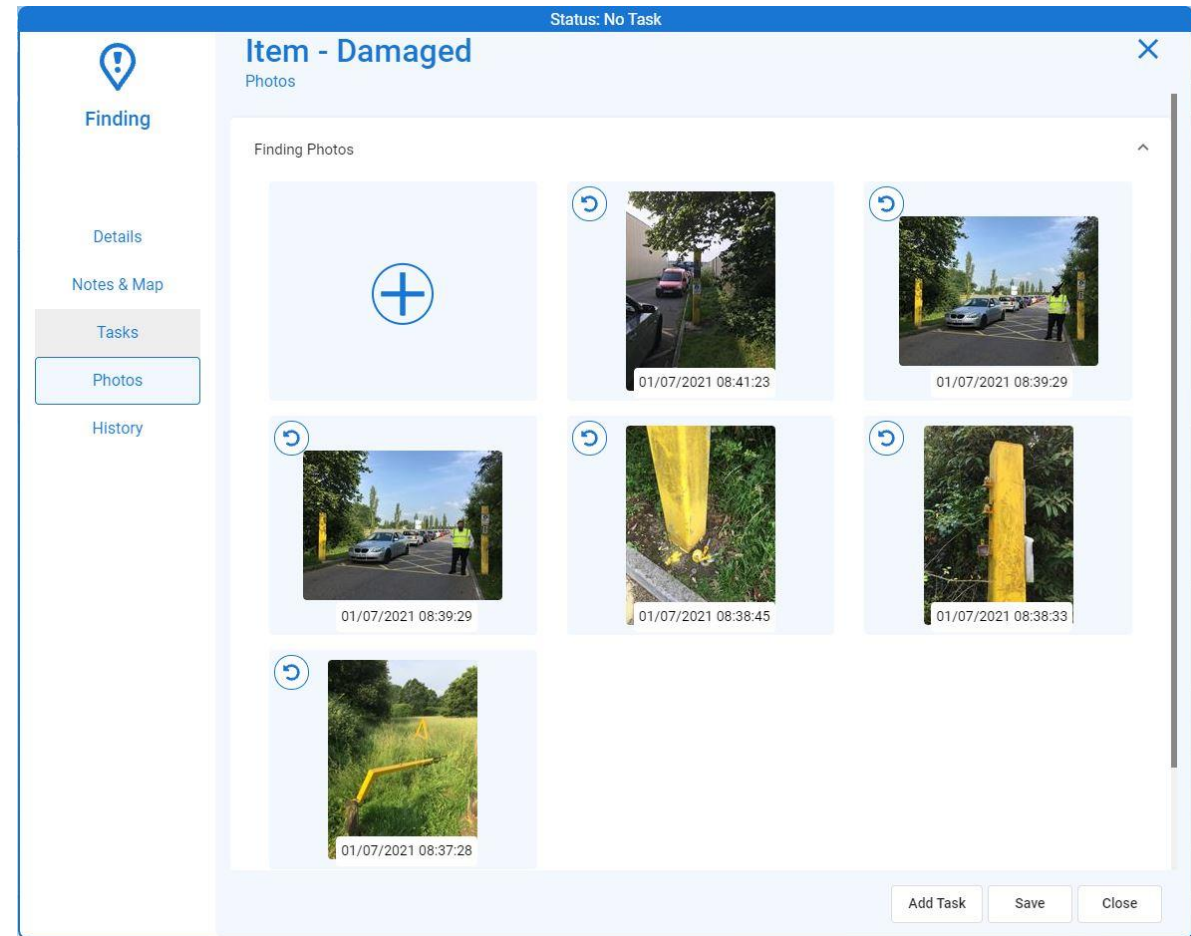 Status: No Task
Item - Damaged
Photos
Finding
Finding Photos
Details
Notes & Map
Tasks
Photos
History
01/07/2021 08:41:23
01/07/2021 08:39:29
01/07/2021 08:39:29
01/07/2021 08:38:45
01/07/2021 08:38:33
01/07/2021 08:37:28
Add Task
Save
Close